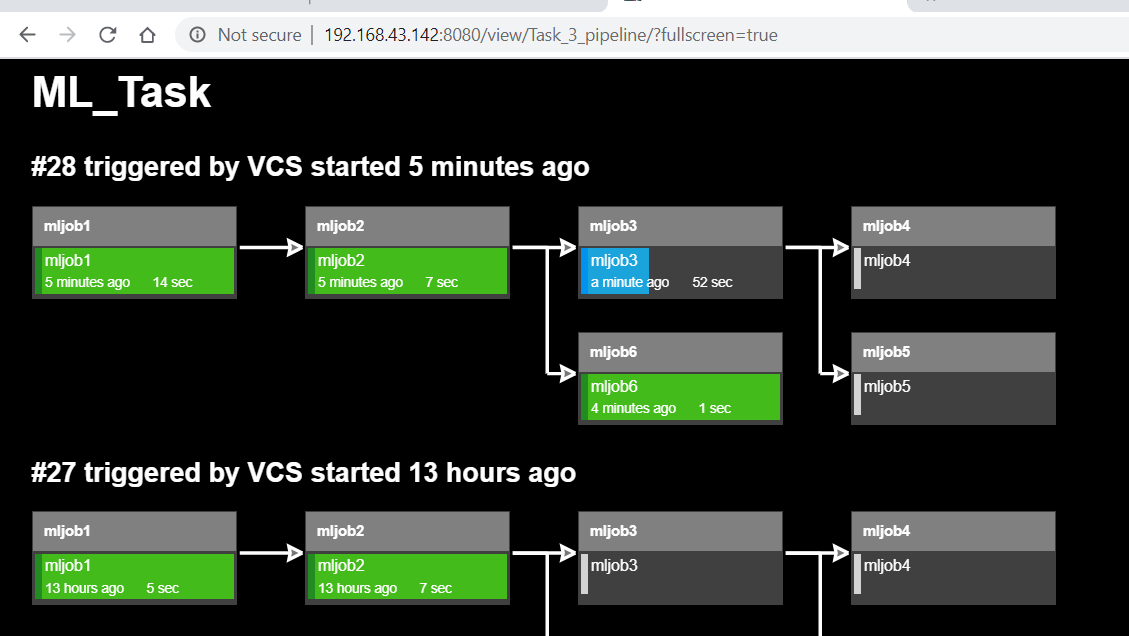 Not secure | 192.168.43.142:8080/view/Task_3_pipeline/?fullscreen=true
ML_Task
#28 triggered by VCS started 5 minutes ago
mljob1
mljob1
5 minutes ago 14 sec
mljob2
mljob2
5 minutes ago 7 sec
mljob3
mljob3
a minute ago 52 sec
mljob4
mljob4
mljob6
mljob6
4 minutes ago 1 sec
mljob5
mljob5
#27 triggered by VCS started 13 hours ago
mljob1
mljob1
13 hours ago 5 sec
mljob2
mljob2
13 hours ago 7 sec
mljob3
mljob3
mljob4
mljob4